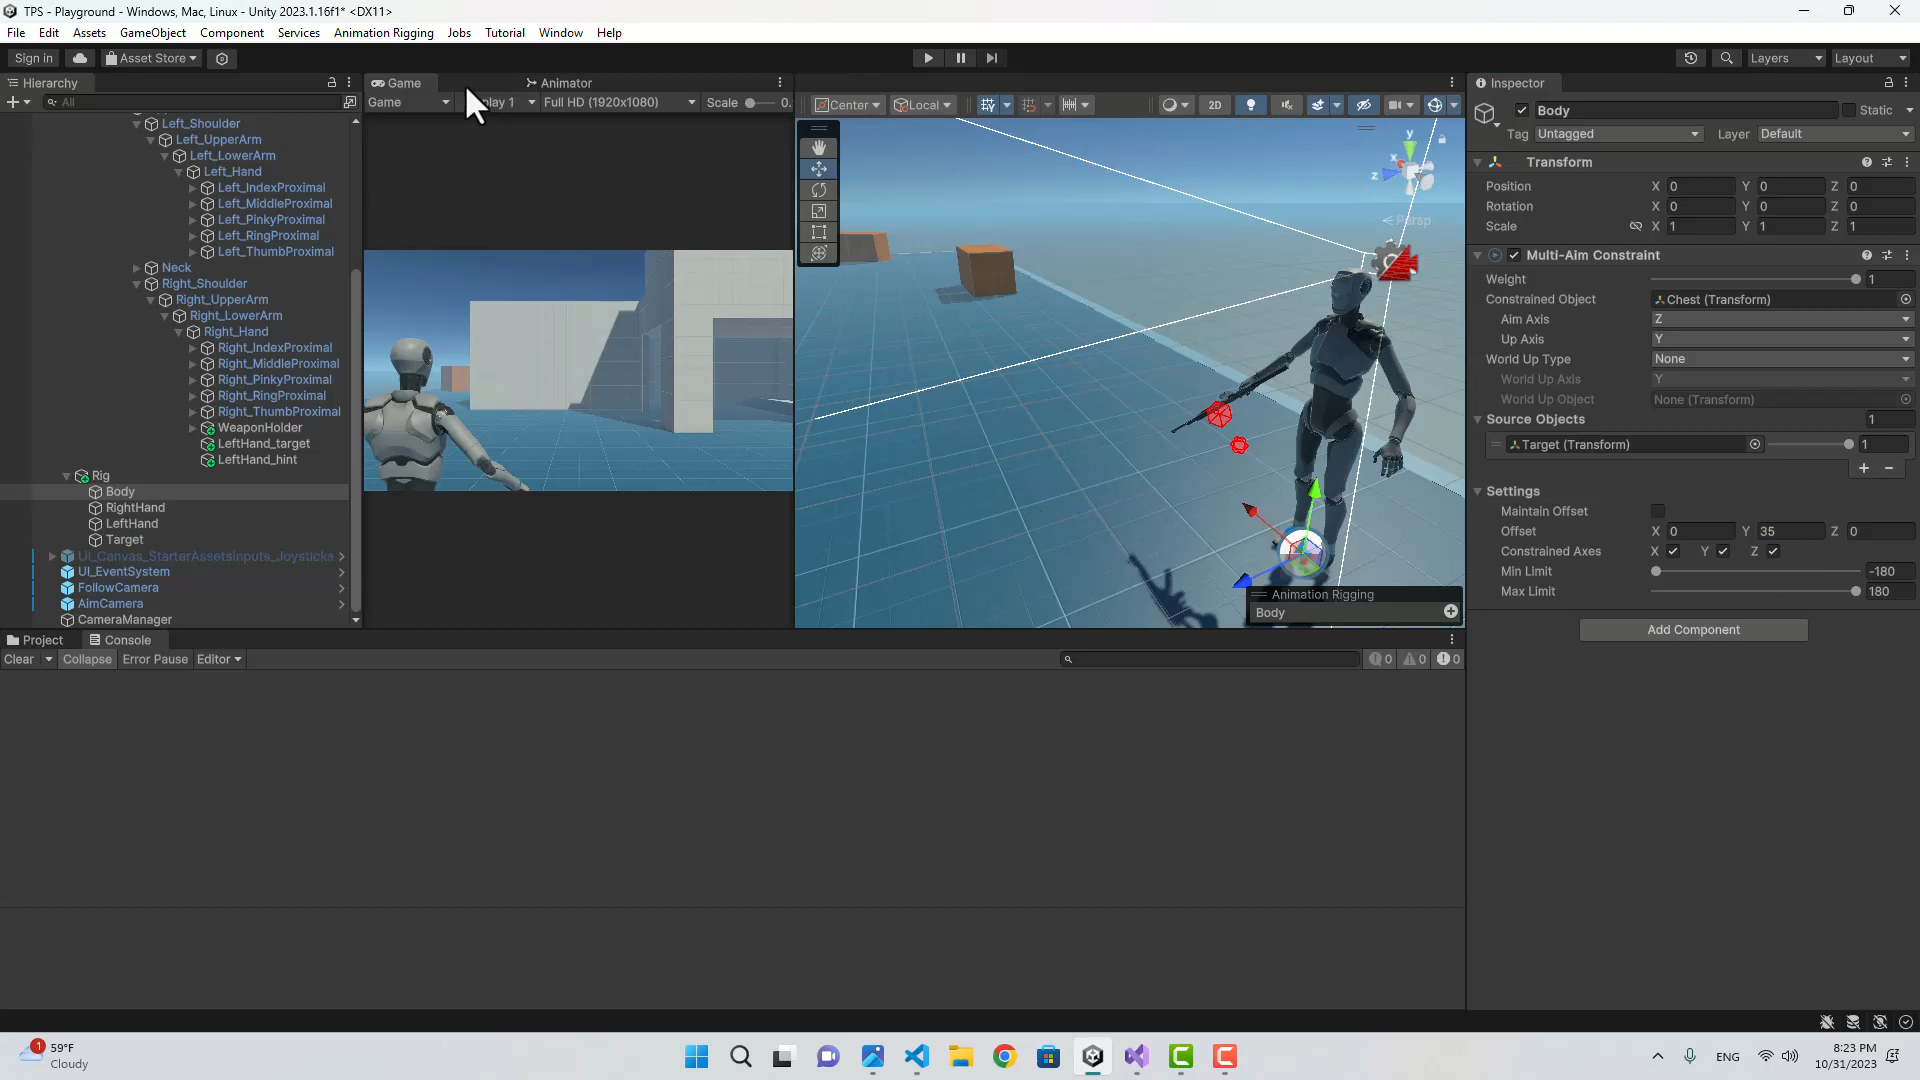 TPS - Playground - Windows, Mac, Linux - Unity 2023.1.16f1* <DX11>
File Edit Assets GameObject Component Services Animation Rigging Jobs Tutorial Window Help
Sign in Asset Store Layers Layout
Hierarchy
All
Left_Shoulder
Left_UpperArm
Left_LowerArm
Left_Hand
Left_IndexProximal
Left_MiddleProximal
Left_PinkyProximal
Left_RingProximal
Left_ThumbProximal
Neck
Right_Shoulder
Right_UpperArm
Right_LowerArm
Right_Hand
Right_IndexProximal
Right_MiddleProximal
Right_PinkyProximal
Right_RingProximal
Right_ThumbProximal
WeaponHolder
LeftHand_target
LeftHand_hint
Rig
Body
RightHand
LeftHand
Target
UI_Canvas_StarterAssetsInputs_Joysticks
UI_EventSystem
FollowCamera
AimCamera
CameraManager
Game Animator
Game play 1 Full HD (1920x1080) Scale 0.
Center Local 2D
y
x
z
Persp
Animation Rigging
Body
Inspector
Body Static
Tag Untagged Layer Default
Transform
Position X 0 Y 0 Z 0
Rotation X 0 Y 0 Z 0
Scale X 1 Y 1 Z 1
Multi-Aim Constraint
Weight 1
Constrained Object Chest (Transform)
Aim Axis Z
Up Axis Y
World Up Type None
World Up Axis Y
World Up Object None (Transform)
Source Objects 1
Target (Transform) 1
Settings
Maintain Offset
Offset X 0 Y 35 Z 0
Constrained Axes X Y Z
Min Limit -180
Max Limit 180
Add Component
Project Console
Clear Collapse Error Pause Editor 0 0 0
1
59°F
Cloudy
ENG
8:23 PM
10/31/2023